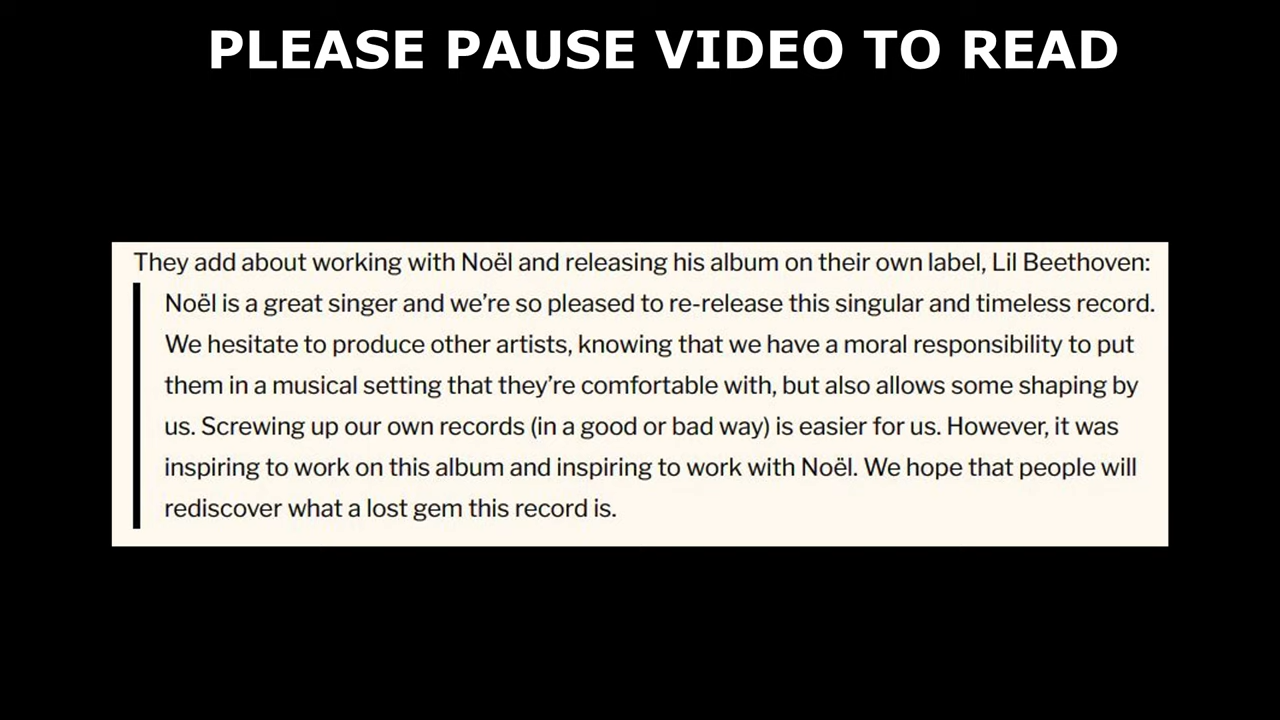 PLEASE PAUSE VIDEO TO READ
They add about working with Noël and releasing his album on their own label, Lil Beethoven:
Noël is a great singer and we’re so pleased to re-release this singular and timeless record.
We hesitate to produce other artists, knowing that we have a moral responsibility to put
them in a musical setting that they’re comfortable with, but also allows some shaping by
us. Screwing up our own records (in a good or bad way) is easier for us. However, it was
inspiring to work on this album and inspiring to work with Noël. We hope that people will
rediscover what a lost gem this record is.